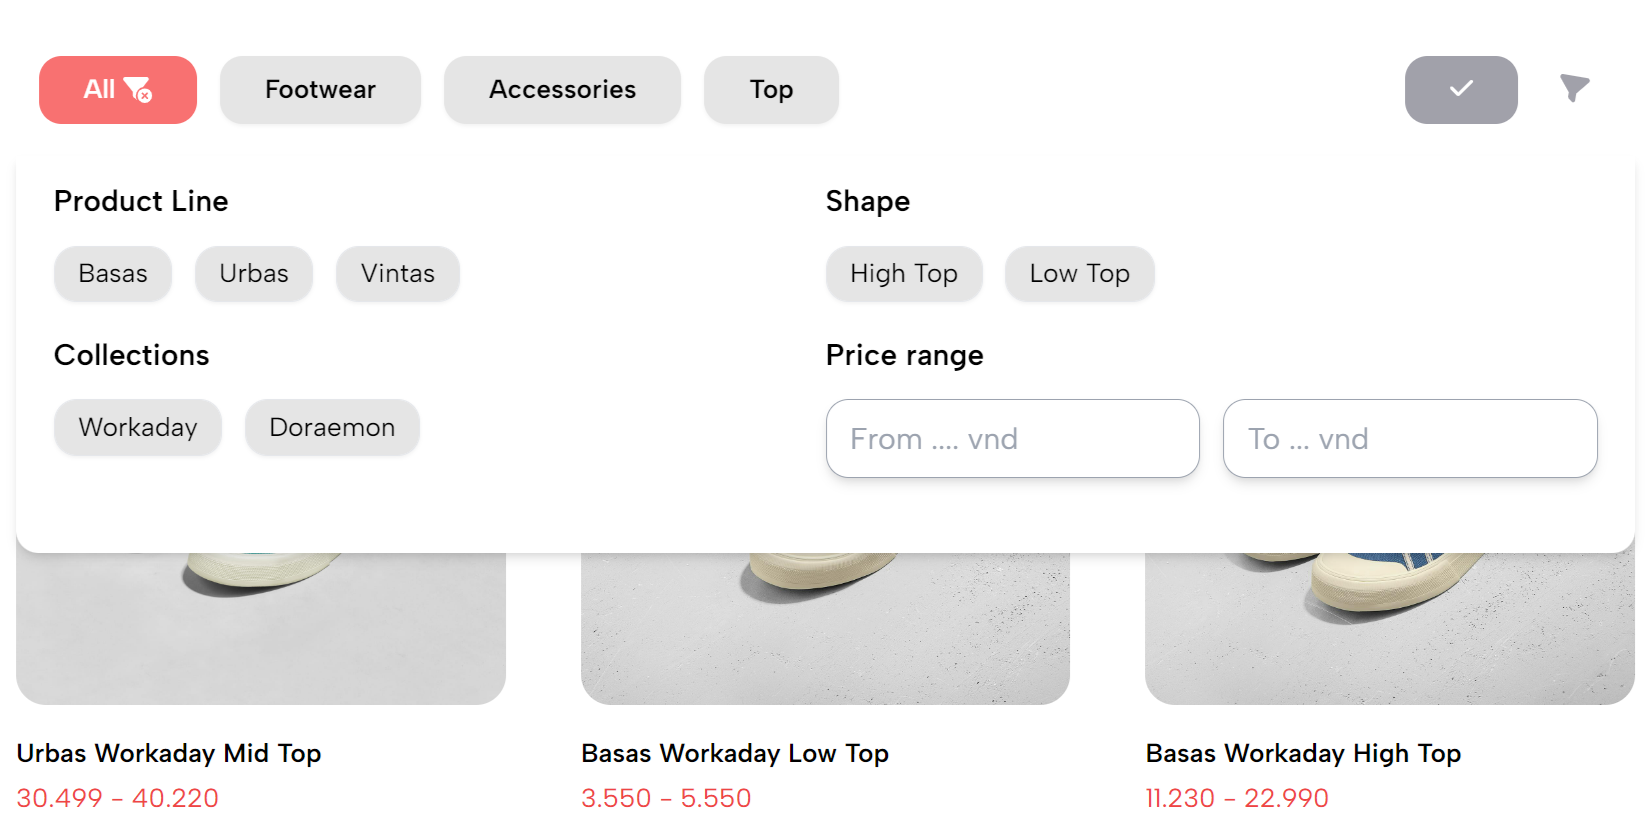 All
Footwear
Accessories
Top
Product Line
Basas
Urbas
Vintas
Shape
High Top
Low Top
Collections
Workaday
Doraemon
Price range
From .... vnd
To ... vnd
Urbas Workaday Mid Top
30.499 - 40.220
Basas Workaday Low Top
3.550 - 5.550
Basas Workaday High Top
11.230 - 22.990